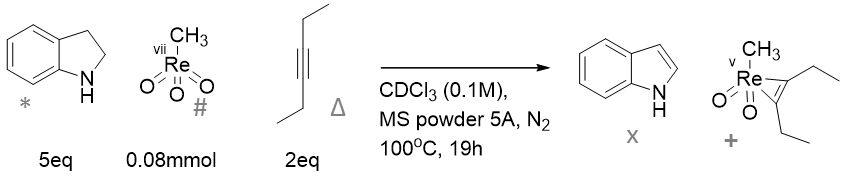 CH₃
vii
Re
O O O
N
H
* # Δ
5eq 0.08mmol 2eq
CDCl3 (0.1M),
MS powder 5A, N₂
100°C, 19h
N
H
x
CH₃
v
Re
O
O
+